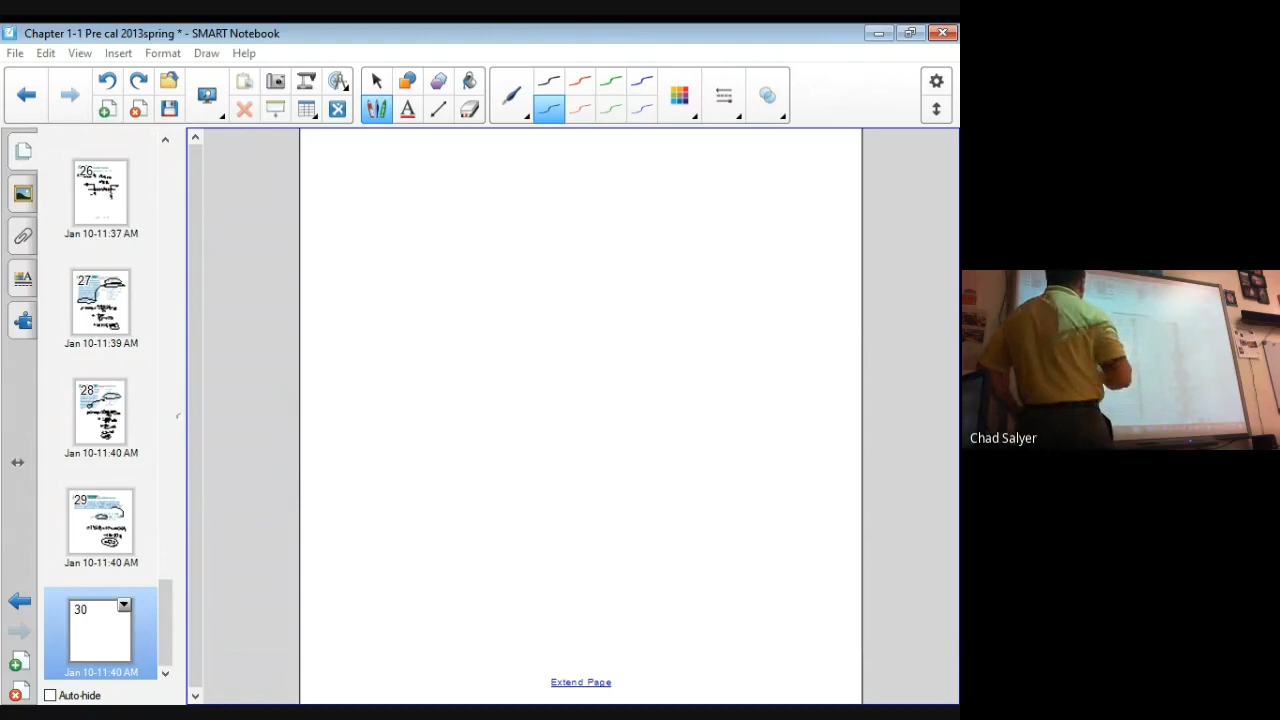 Chapter 1-1 Pre cal 2013spring * - SMART Notebook
File Edit View Insert Format Draw Help
26
Jan 10-11:37 AM
27
Jan 10-11:39 AM
28
Jan 10-11:40 AM
29
Jan 10-11:40 AM
30
Jan 10-11:40 AM
Auto-hide
Extend Page
Chad Salyer